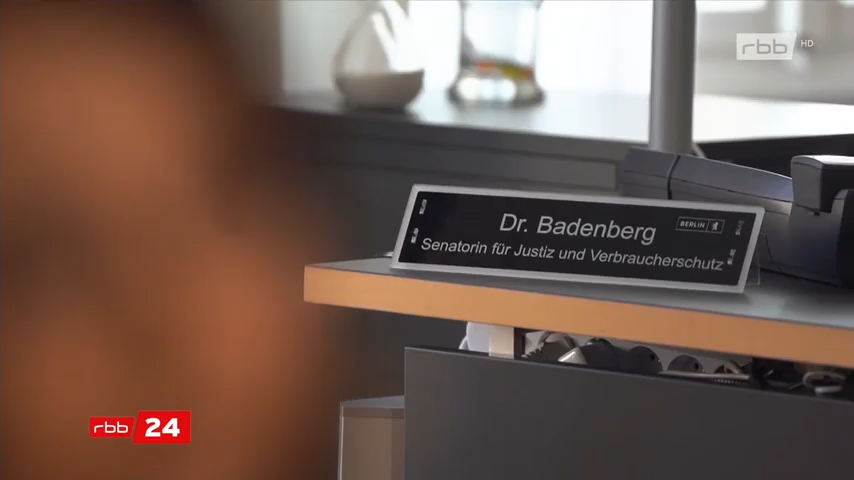 rbb HD
Dr. Badenberg
BERLIN
Senatorin für Justiz und Verbraucherschutz
rbb 24